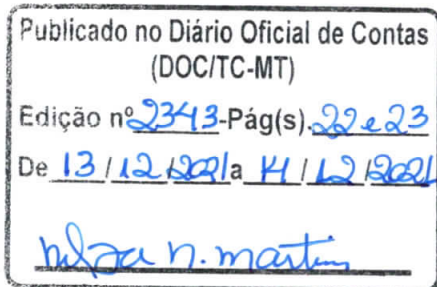 Publicado no Diário Oficial de Contas
(DOC/TC-MT)
Edição nº 2343-Pág(s). 22 e 23
De 13/12/2021 a 14/12/2021
n. martins